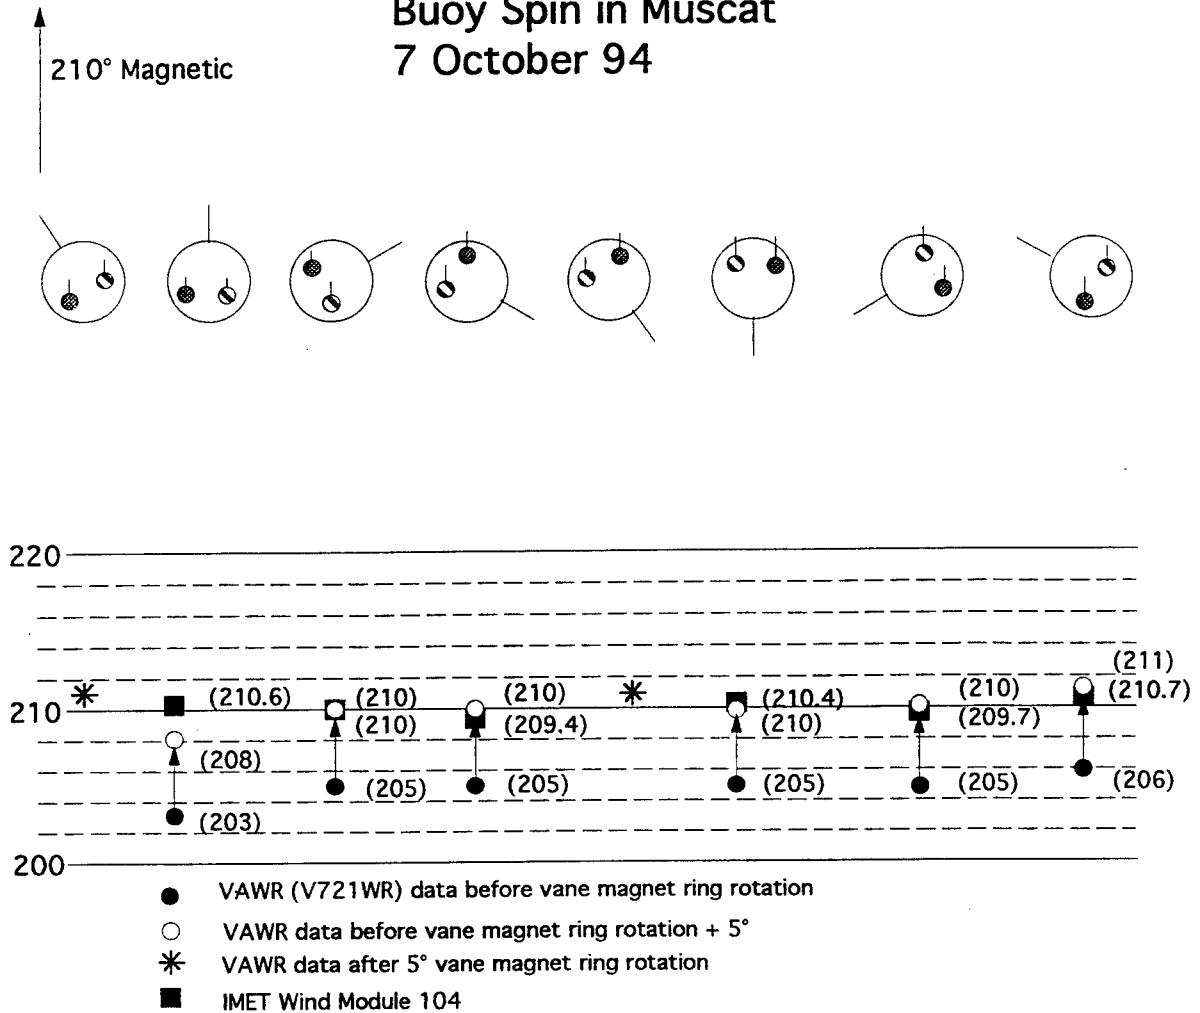 Buoy Spin in Muscat
7 October 94
210° Magnetic
220
(211)
(210.6) (210) (210) (210.4) (210) (210.7)
210
(210) (209.4) (210) (209.7)
(208)
(205) (205) (205) (205) (206)
(203)
200
VAWR (V721WR) data before vane magnet ring rotation
VAWR data before vane magnet ring rotation + 5°
VAWR data after 5° vane magnet ring rotation
IMET Wind Module 104